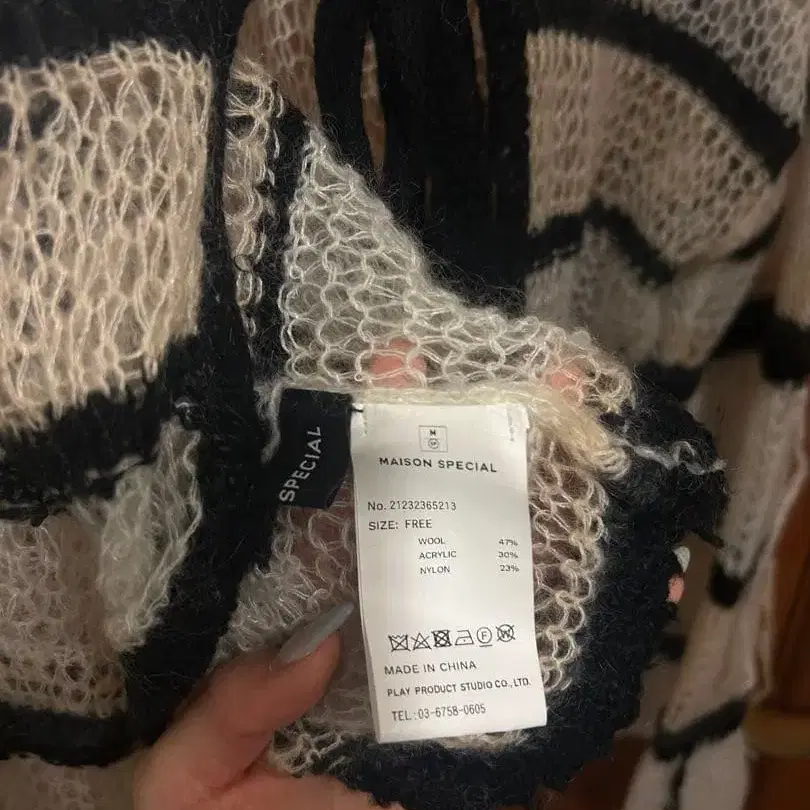 SPECIAL
M
SP
MAISON SPECIAL
No. 21232365213
SIZE: FREE
WOOL 47%
ACRYLIC 30%
NYLON 23%
F W
MADE IN CHINA
PLAY PRODUCT STUDIO CO., LTD.
TEL:03-6758-0605